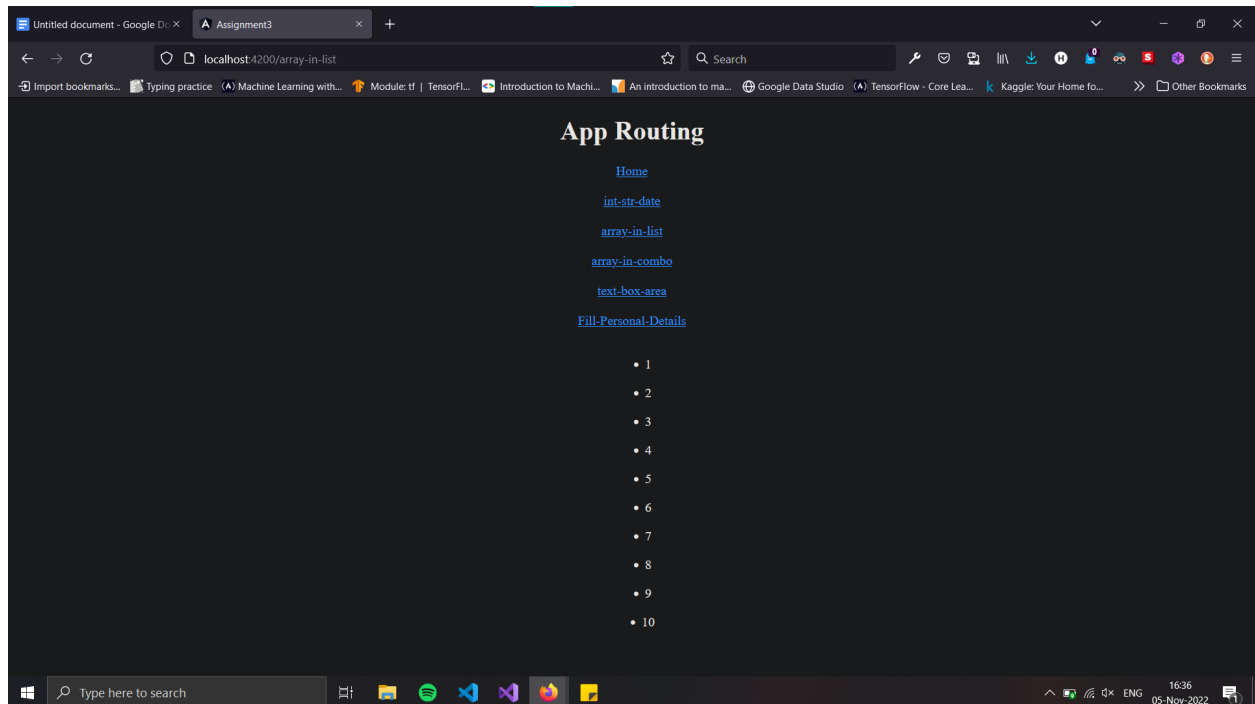 Untitled document - Google Do
Assignment3
localhost:4200/array-in-list
Search
Import bookmarks... Typing practice Machine Learning with... Module: tf | TensorFl... Introduction to Machi... An introduction to ma... Google Data Studio TensorFlow - Core Lea... Kaggle: Your Home fo... Other Bookmarks
App Routing
Home
int-str-date
array-in-list
array-in-combo
text-box-area
Fill-Personal-Details
• 1
• 2
• 3
• 4
• 5
• 6
• 7
• 8
• 9
• 10
Type here to search
ENG
16:36
05-Nov-2022